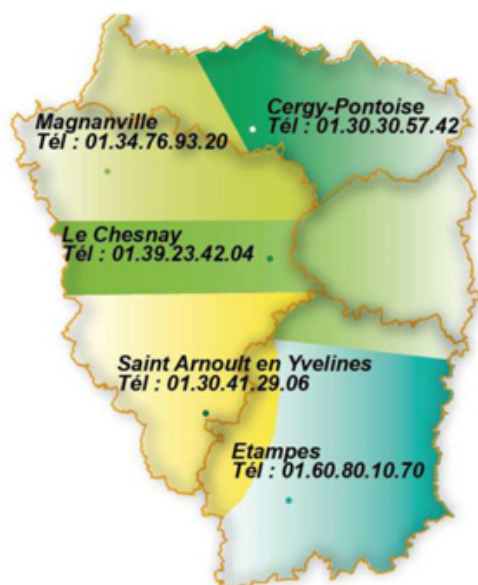 Cergy-Pontoise
Tél : 01.30.30.57.42
Magnanville
Tél : 01.34.76.93.20
Le Chesnay
Tél : 01.39.23.42.04
Saint Arnoult en Yvelines
Tél : 01.30.41.29.06
Etampes
Tél : 01.60.80.10.70